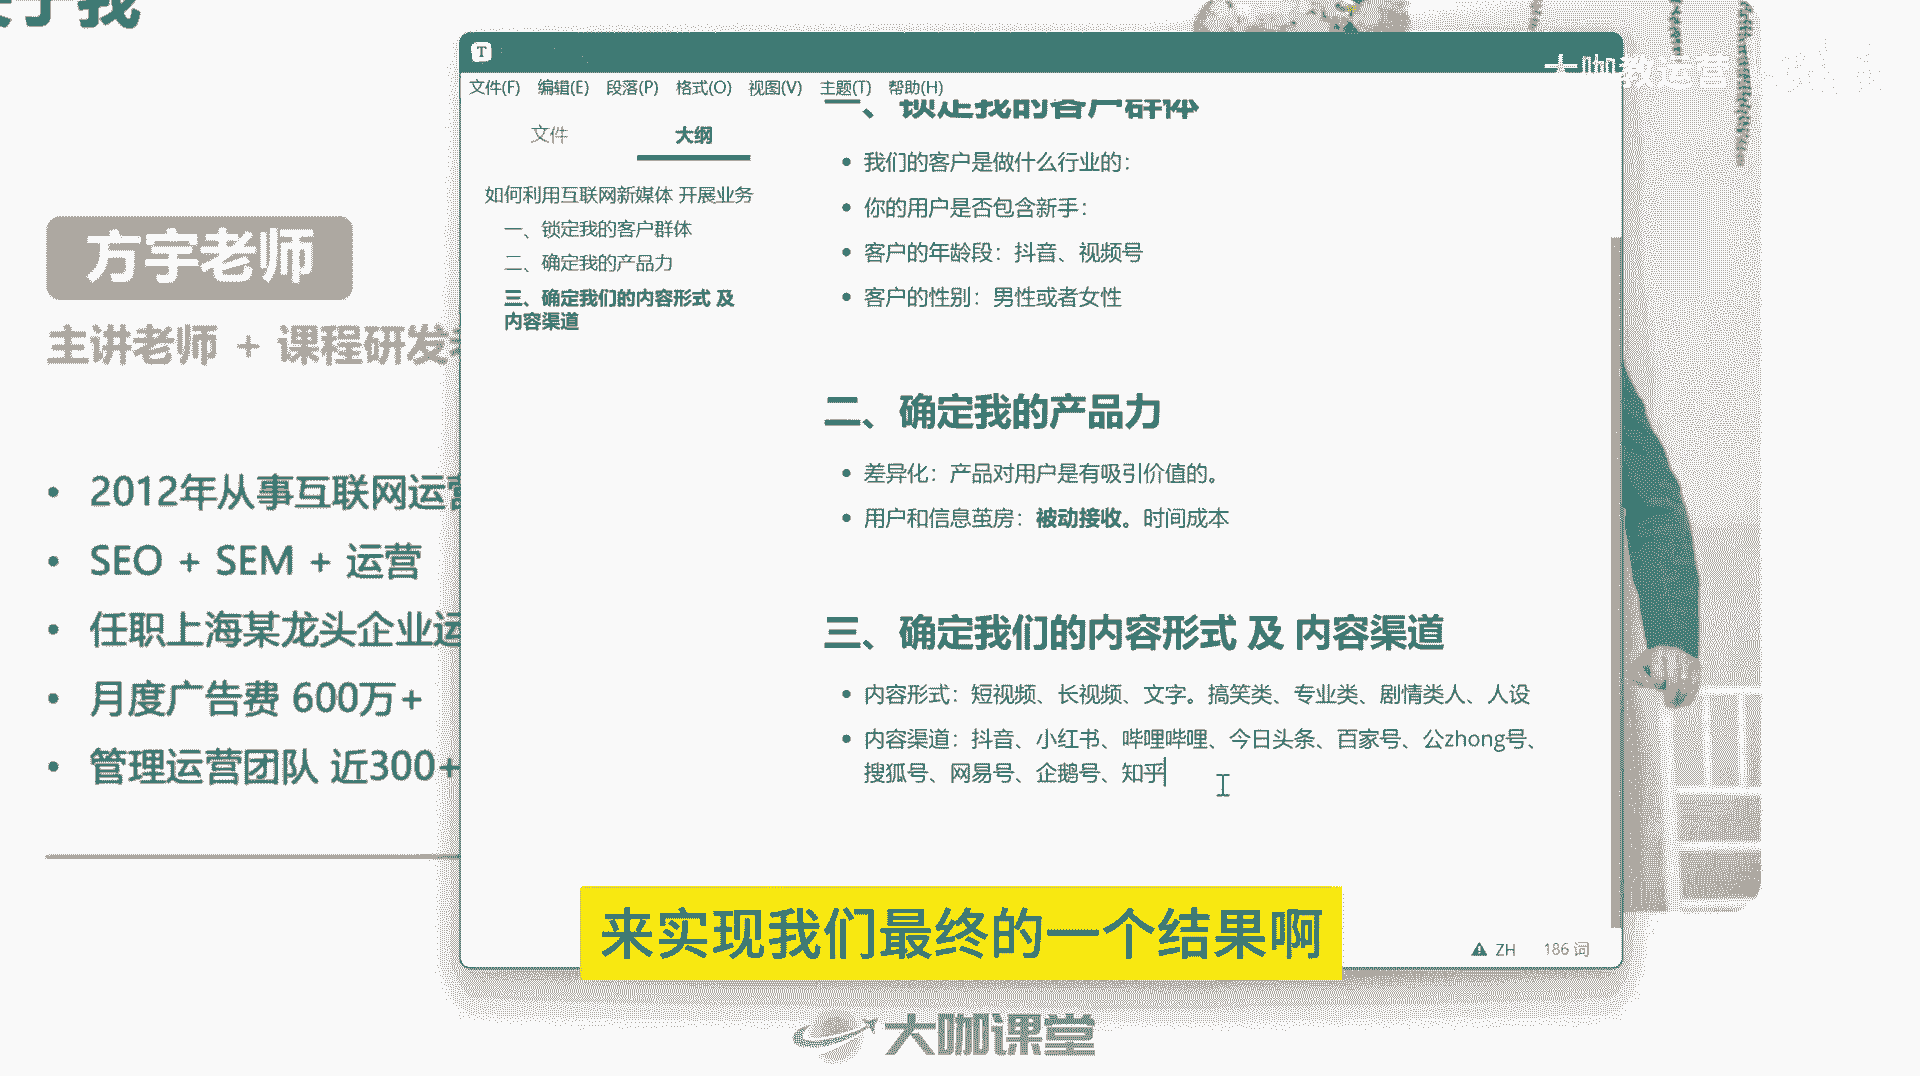 关于我
方宇老师
主讲老师 + 课程研发
2012年从事互联网运营
SEO + SEM + 运营
任职上海某龙头企业运
月度广告费 600万+
管理运营团队 近300+
T
文件(F) 编辑(E) 段落(P) 格式(O) 视图(V) 主题(T) 帮助(H)
文件 大纲
如何利用互联网新媒体 开展业务
一、锁定我的客户群体
二、确定我的产品力
三、确定我们的内容形式 及
内容渠道
一、锁定我的客户群体
我们的客户是做什么行业的：
你的用户是否包含新手：
客户的年龄段：抖音、视频号
客户的性别：男性或者女性
二、确定我的产品力
差异化：产品对用户是有吸引价值的。
用户和信息茧房：被动接收。时间成本
三、确定我们的内容形式 及 内容渠道
内容形式：短视频、长视频、文字。搞笑类、专业类、剧情类人、人设
内容渠道：抖音、小红书、哔哩哔哩、今日头条、百家号、公zhong号、
搜狐号、网易号、企鹅号、知乎
ZH 186 词
大咖教运营
来实现我们最终的一个结果啊
大咖课堂